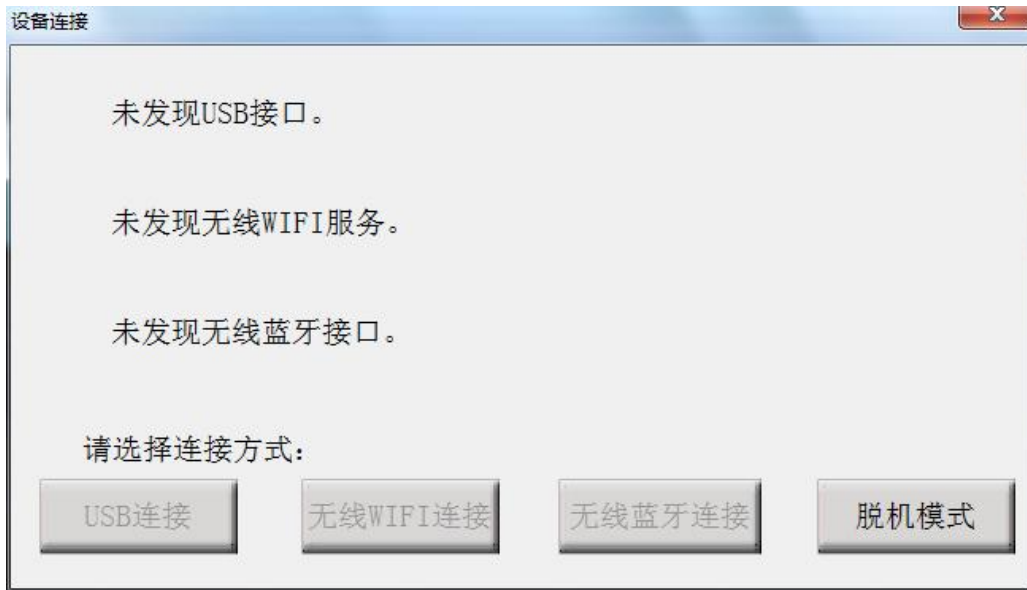 设备连接
未发现USB接口。
未发现无线WIFI服务。
未发现无线蓝牙接口。
请选择连接方式：
USB连接 无线WIFI连接 无线蓝牙连接 脱机模式